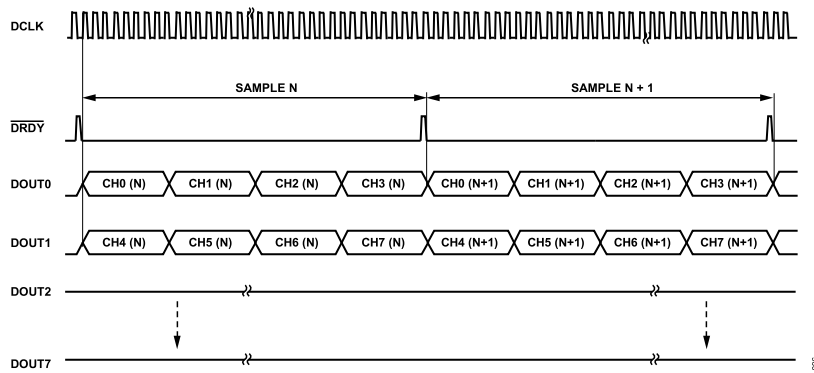 DCLK
SAMPLE N
SAMPLE N + 1
DRDY
DOUT0
CH0 (N)
CH1 (N)
CH2 (N)
CH3 (N)
CH0 (N+1)
CH1 (N+1)
CH2 (N+1)
CH3 (N+1)
DOUT1
CH4 (N)
CH5 (N)
CH6 (N)
CH7 (N)
CH4 (N+1)
CH5 (N+1)
CH6 (N+1)
CH7 (N+1)
DOUT2
DOUT7